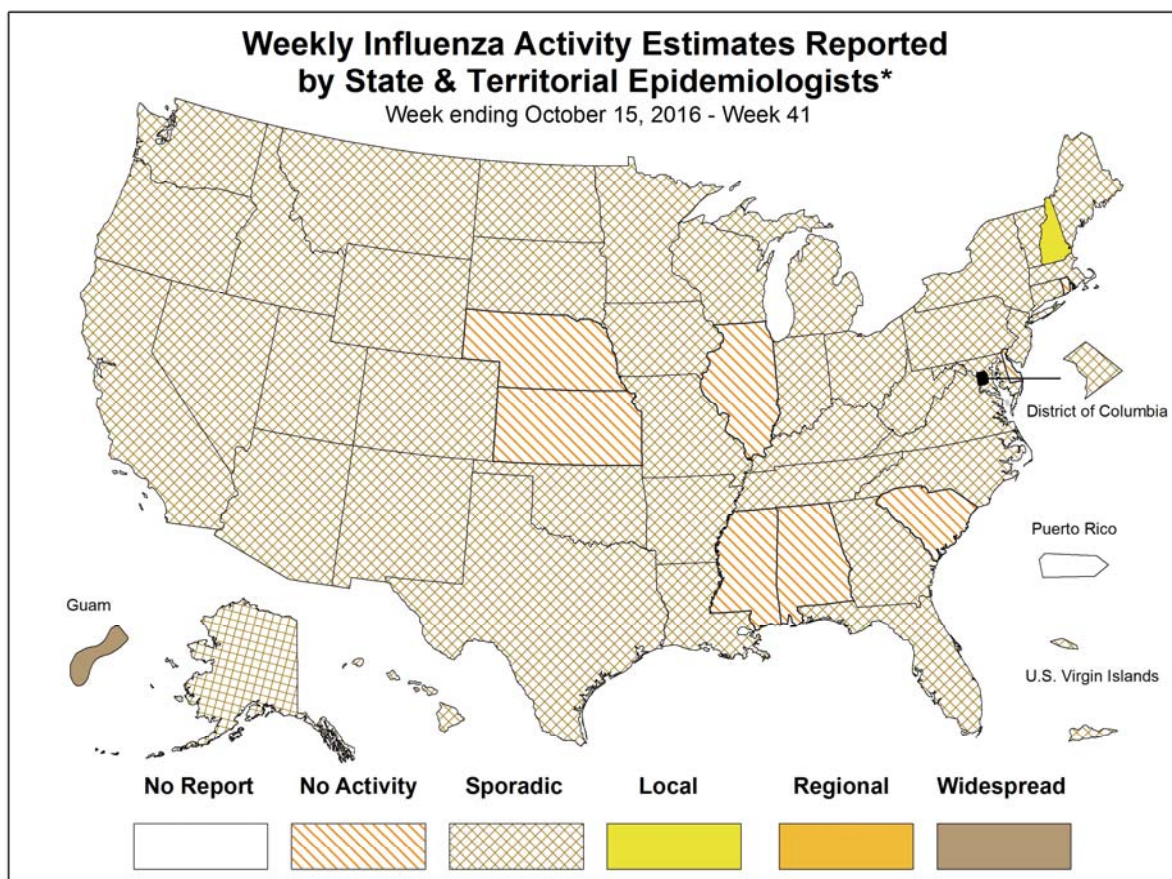 Weekly Influenza Activity Estimates Reported
by State & Territorial Epidemiologists*
Week ending October 15, 2016 - Week 41
District of Columbia
Puerto Rico
Guam
U.S. Virgin Islands
No Report No Activity Sporadic Local Regional Widespread